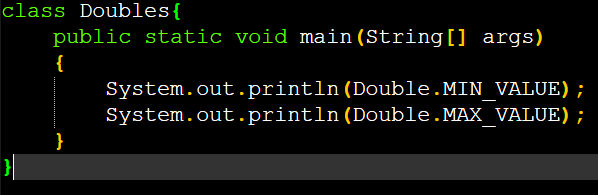 class Doubles{
    public static void main(String[] args)
    {
        System.out.println(Double.MIN_VALUE);
        System.out.println(Double.MAX_VALUE);
    }
}